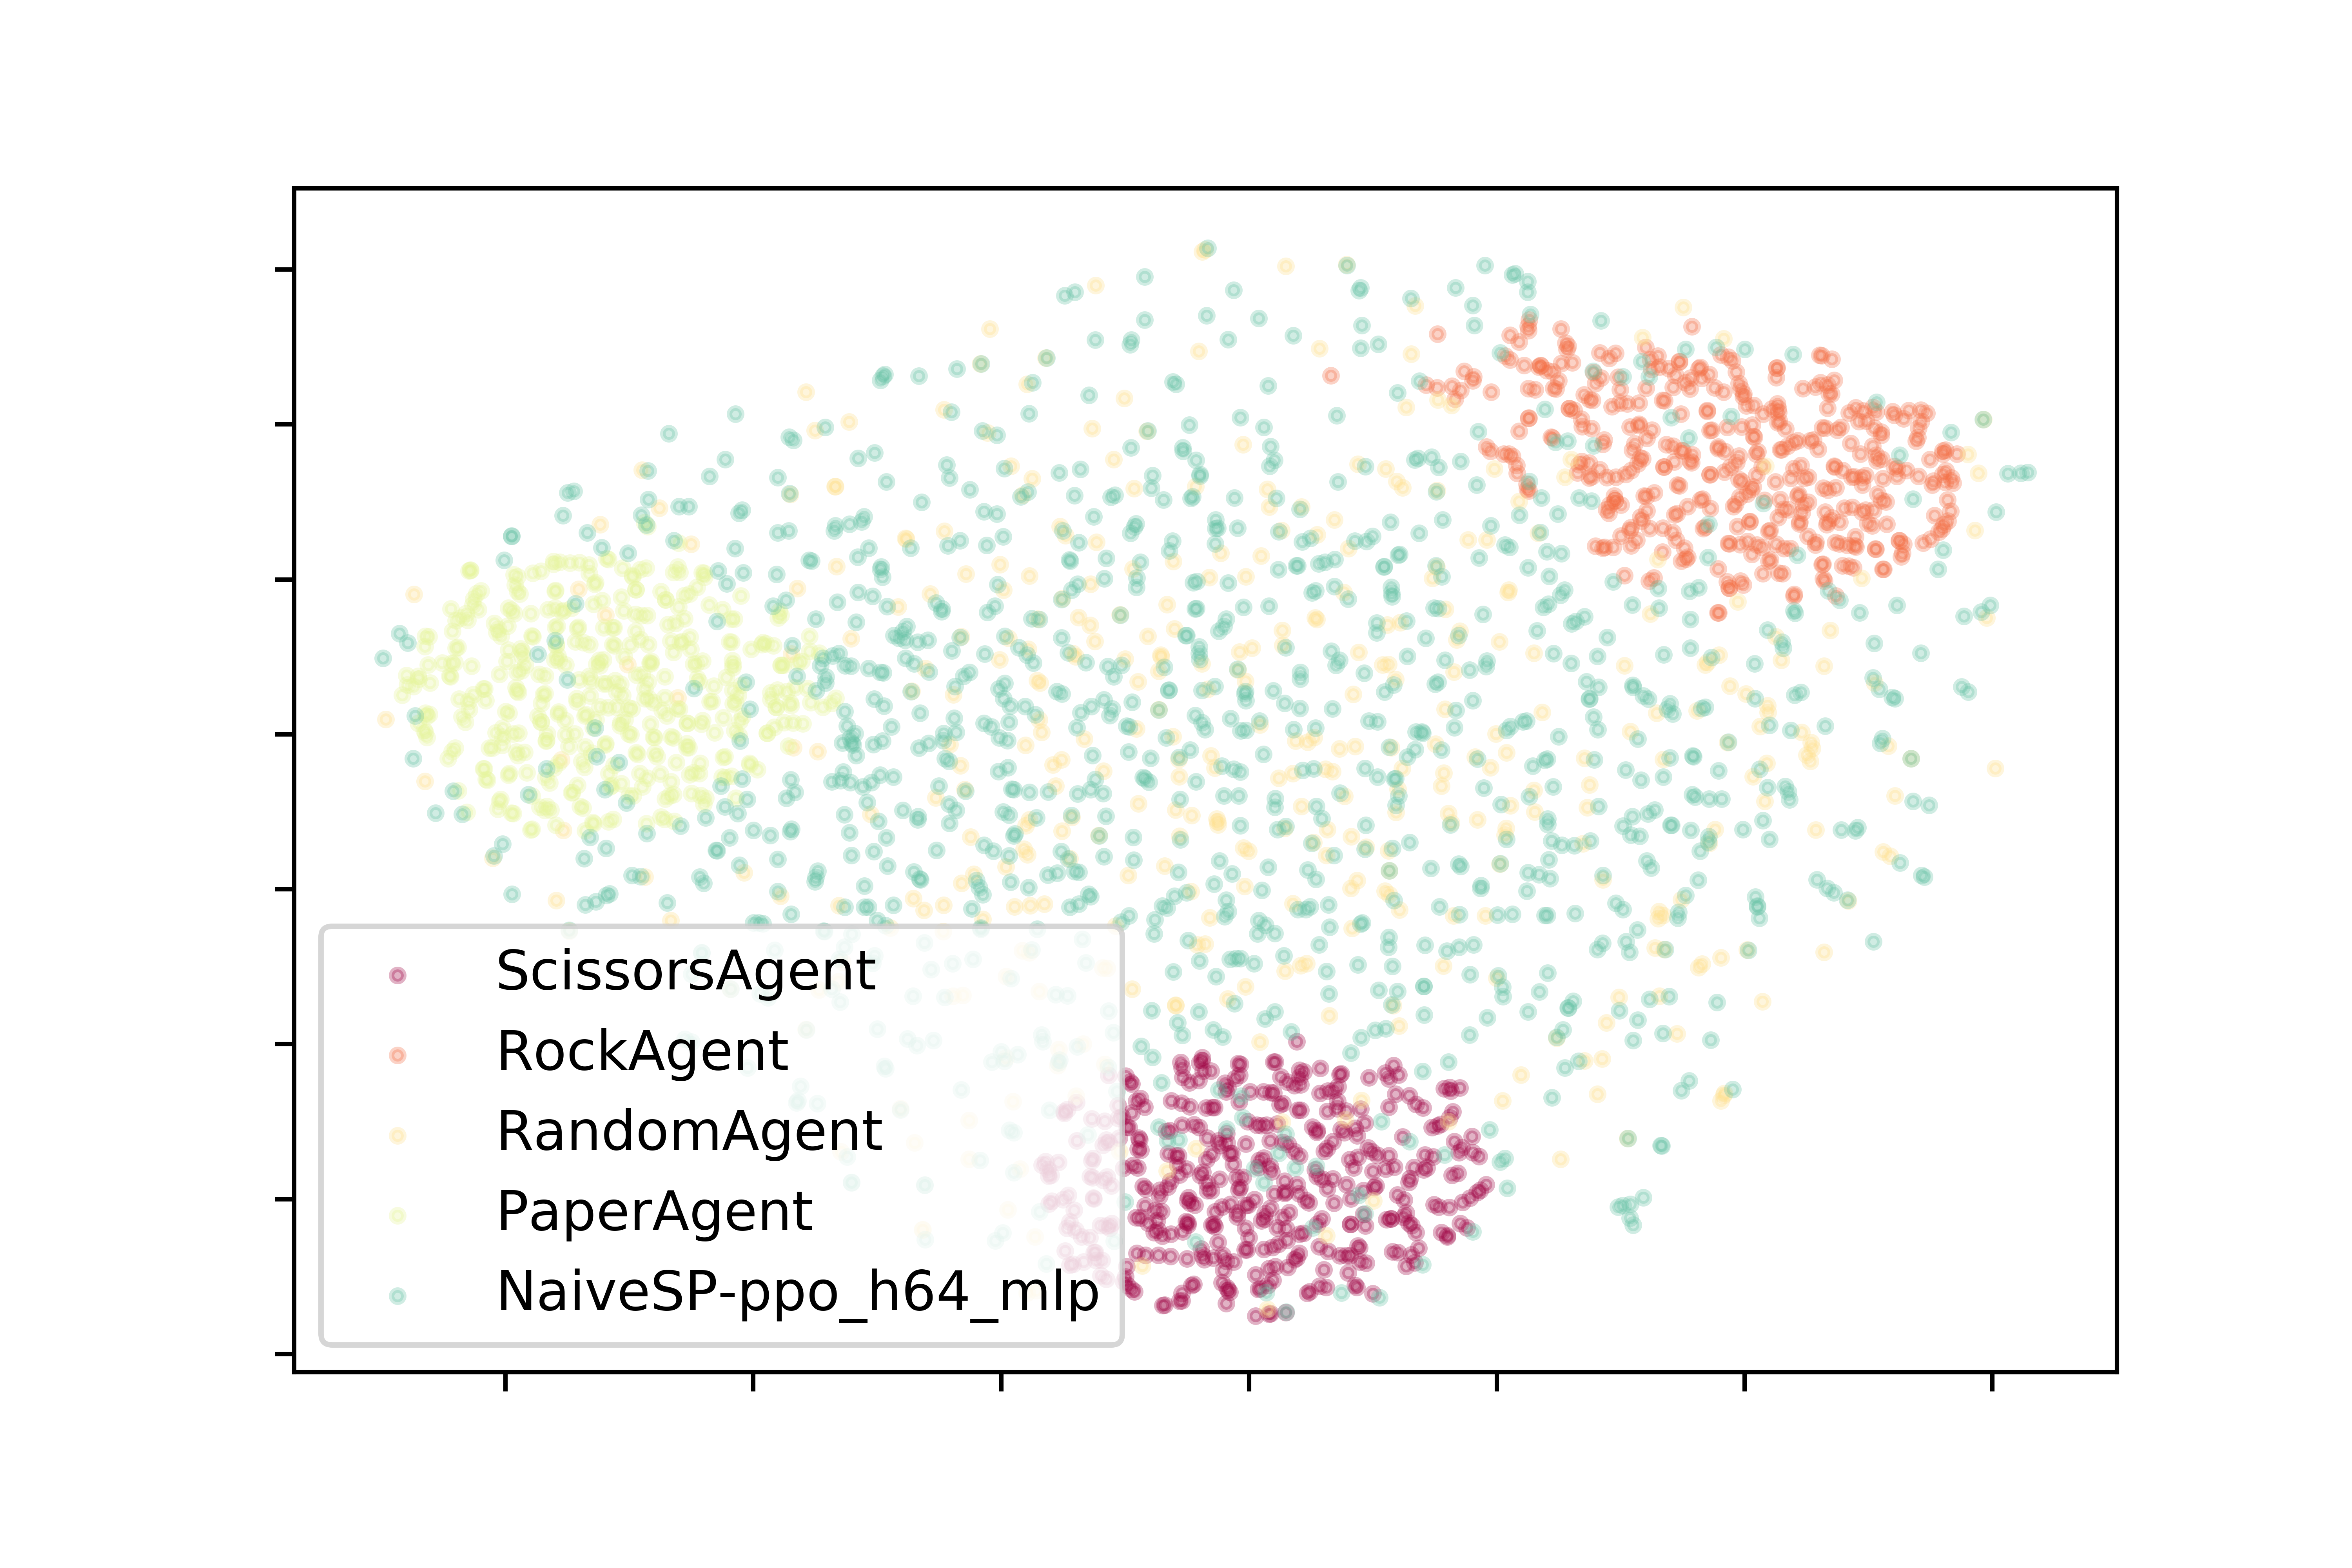 ScissorsAgent
RockAgent
RandomAgent
PaperAgent
NaiveSP-ppo_h64_mlp